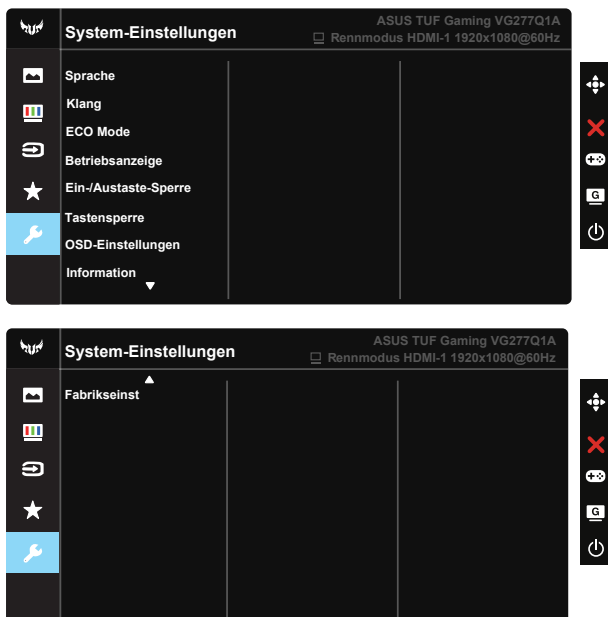 System-Einstellungen
ASUS TUF Gaming VG277Q1A
Rennmodus HDMI-1 1920x1080@60Hz
Sprache
Klang
ECO Mode
Betriebsanzeige
Ein-/Austaste-Sperre
Tastensperre
OSD-Einstellungen
Information
G
System-Einstellungen
ASUS TUF Gaming VG277Q1A
Rennmodus HDMI-1 1920x1080@60Hz
Fabrikseinst
G